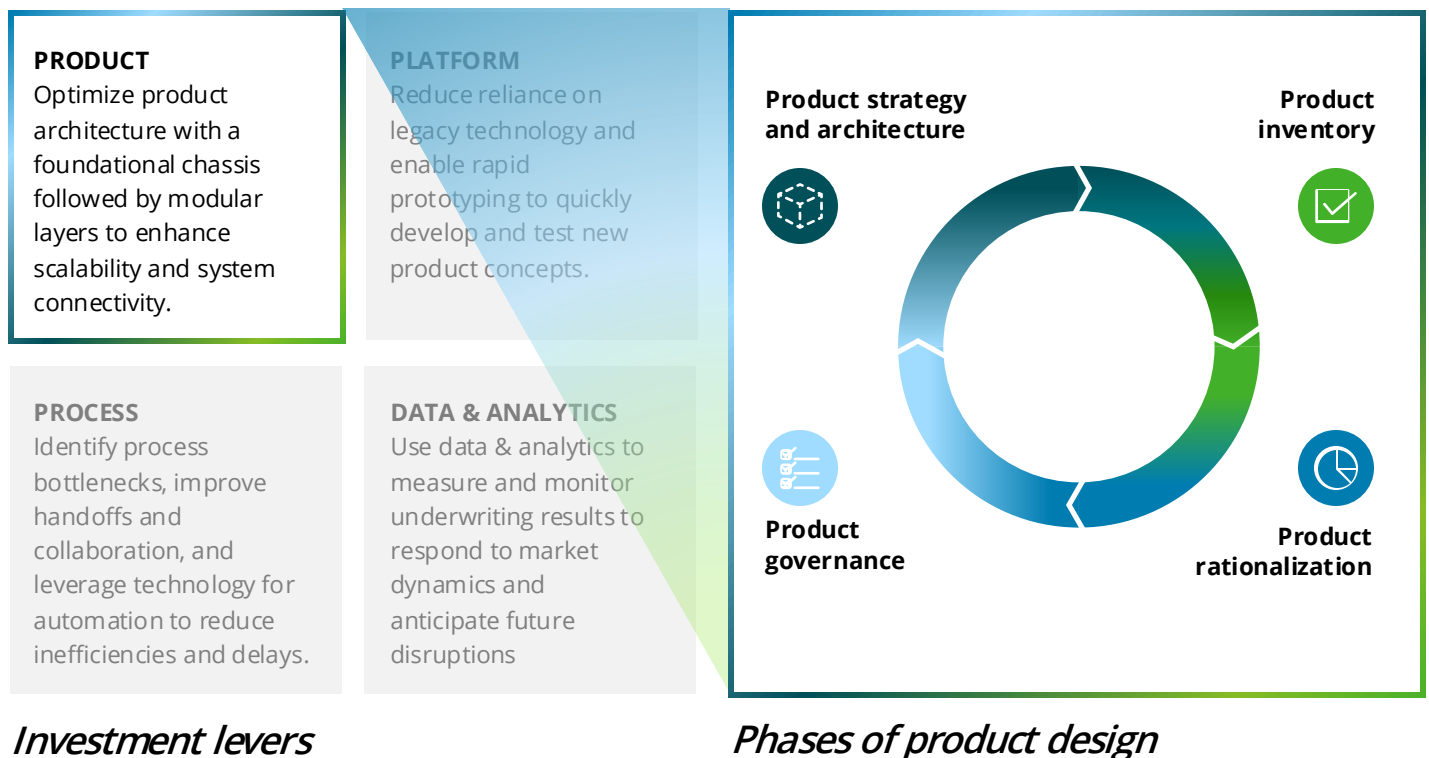 PRODUCT
Optimize product
architecture with a
foundational chassis
followed by modular
layers to enhance
scalability and system
connectivity.
PLATFORM
Reduce reliance on
legacy technology and
enable rapid
prototyping to quickly
develop and test new
product concepts.
PROCESS
Identify process
bottlenecks, improve
handoffs and
collaboration, and
leverage technology for
automation to reduce
inefficiencies and delays.
DATA & ANALYTICS
Use data & analytics to
measure and monitor
underwriting results to
respond to market
dynamics and
anticipate future
disruptions
Investment levers
Product strategy
and architecture
Product
inventory
Product
governance
Product
rationalization
Phases of product design